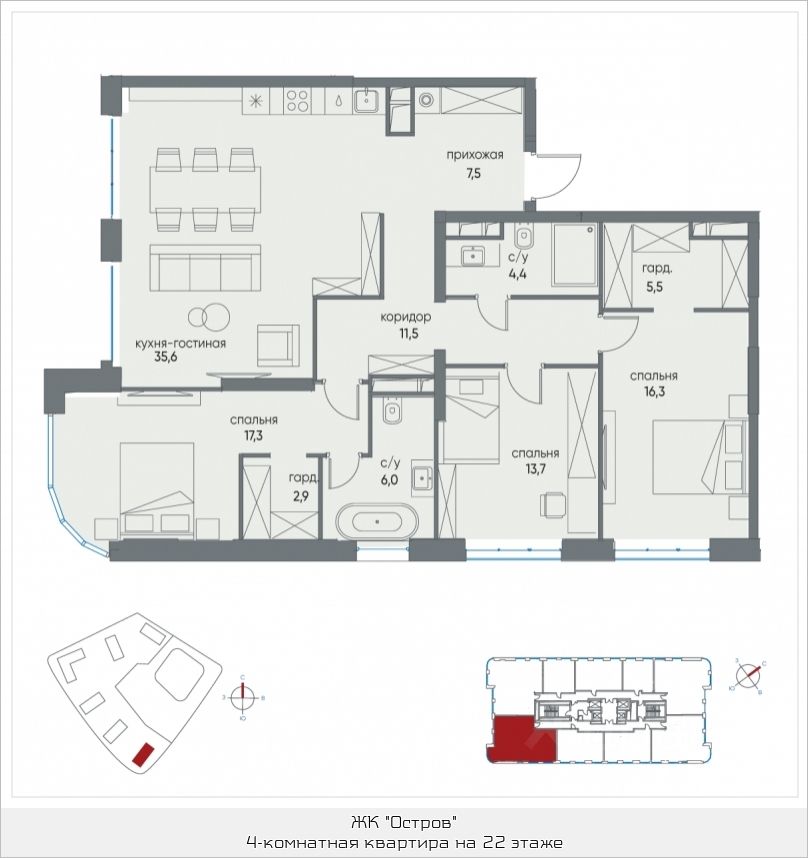 прихожая
7,5
с/у
4,4
гард.
5,5
коридор
11,5
кухня-гостиная
35,6
спальня
16,3
спальня
17,3
с/у
6,0
гард.
2,9
спальня
13,7
С
З В
Ю
З С
Ю В
ЖК "Остров"
4-комнатная квартира на 22 этаже